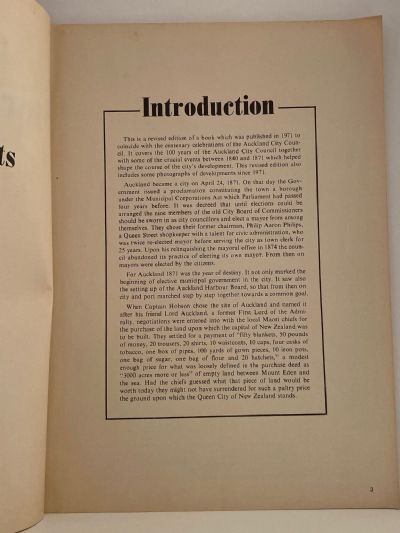 ts
Introduction
This is a revised edition of a book which was published in 1971 to
coincide with the centenary celebrations of the Auckland City Coun-
cil. It covers the 100 years of the Auckland City Council together
with some of the crucial events between 1840 and 1871 which helped
shape the course of the city's development. This revised edition also
includes some photographs of developments since 1971.
Auckland became a city on April 24, 1871. On that day the Gov-
ernment issued a proclamation constituting the town a borough
under the Municipal Corporations Act which Parliament had passed
four years before. It was decreed that until elections could be
arranged the nine members of the old City Board of Commissioners
should be sworn in as city councillors and elect a mayor from among
themselves. They chose their former chairman, Philip Aaron Philips,
a Queen Street shopkeeper with a talent for civic administration, who
was twice re-elected mayor before serving the city as town clerk for
25 years. Upon his relinquishing the mayoral office in 1874 the coun-
cil abandoned its practice of electing its own mayor. From then on
mayors were elected by the citizens.
For Auckland 1871 was the year of destiny. It not only marked the
beginning of elective municipal government in the city. It also saw
the setting up of the Auckland Harbour Board, so that from then on
city and port marched step by step together towards a common goal.
When Captain Hobson chose the site of Auckland and named it
after his friend Lord Auckland, a former First Lord of the Admi-
ralty, negotiations were entered into with the local Maori chiefs for
the purchase of the land upon which the capital of New Zealand was
to be built. They settled for a payment of "fifty blankets, 50 pounds
of money, 20 trousers, 20 shirts, 10 waistcoats, 10 caps, four casks of
tobacco, one box of pipes, 100 yards of gown pieces, 10 iron pots,
one bag of sugar, one bag of flour and 20 hatchets," a modest
enough price for what was loosely defined in the purchase deed as
"3000 acres more or less" of empty land between Mount Eden and
the sea. Had the chiefs guessed what that piece of land would be
worth today they might not have surrendered for such a paltry price
the ground upon which the Queen City of New Zealand stands.
3